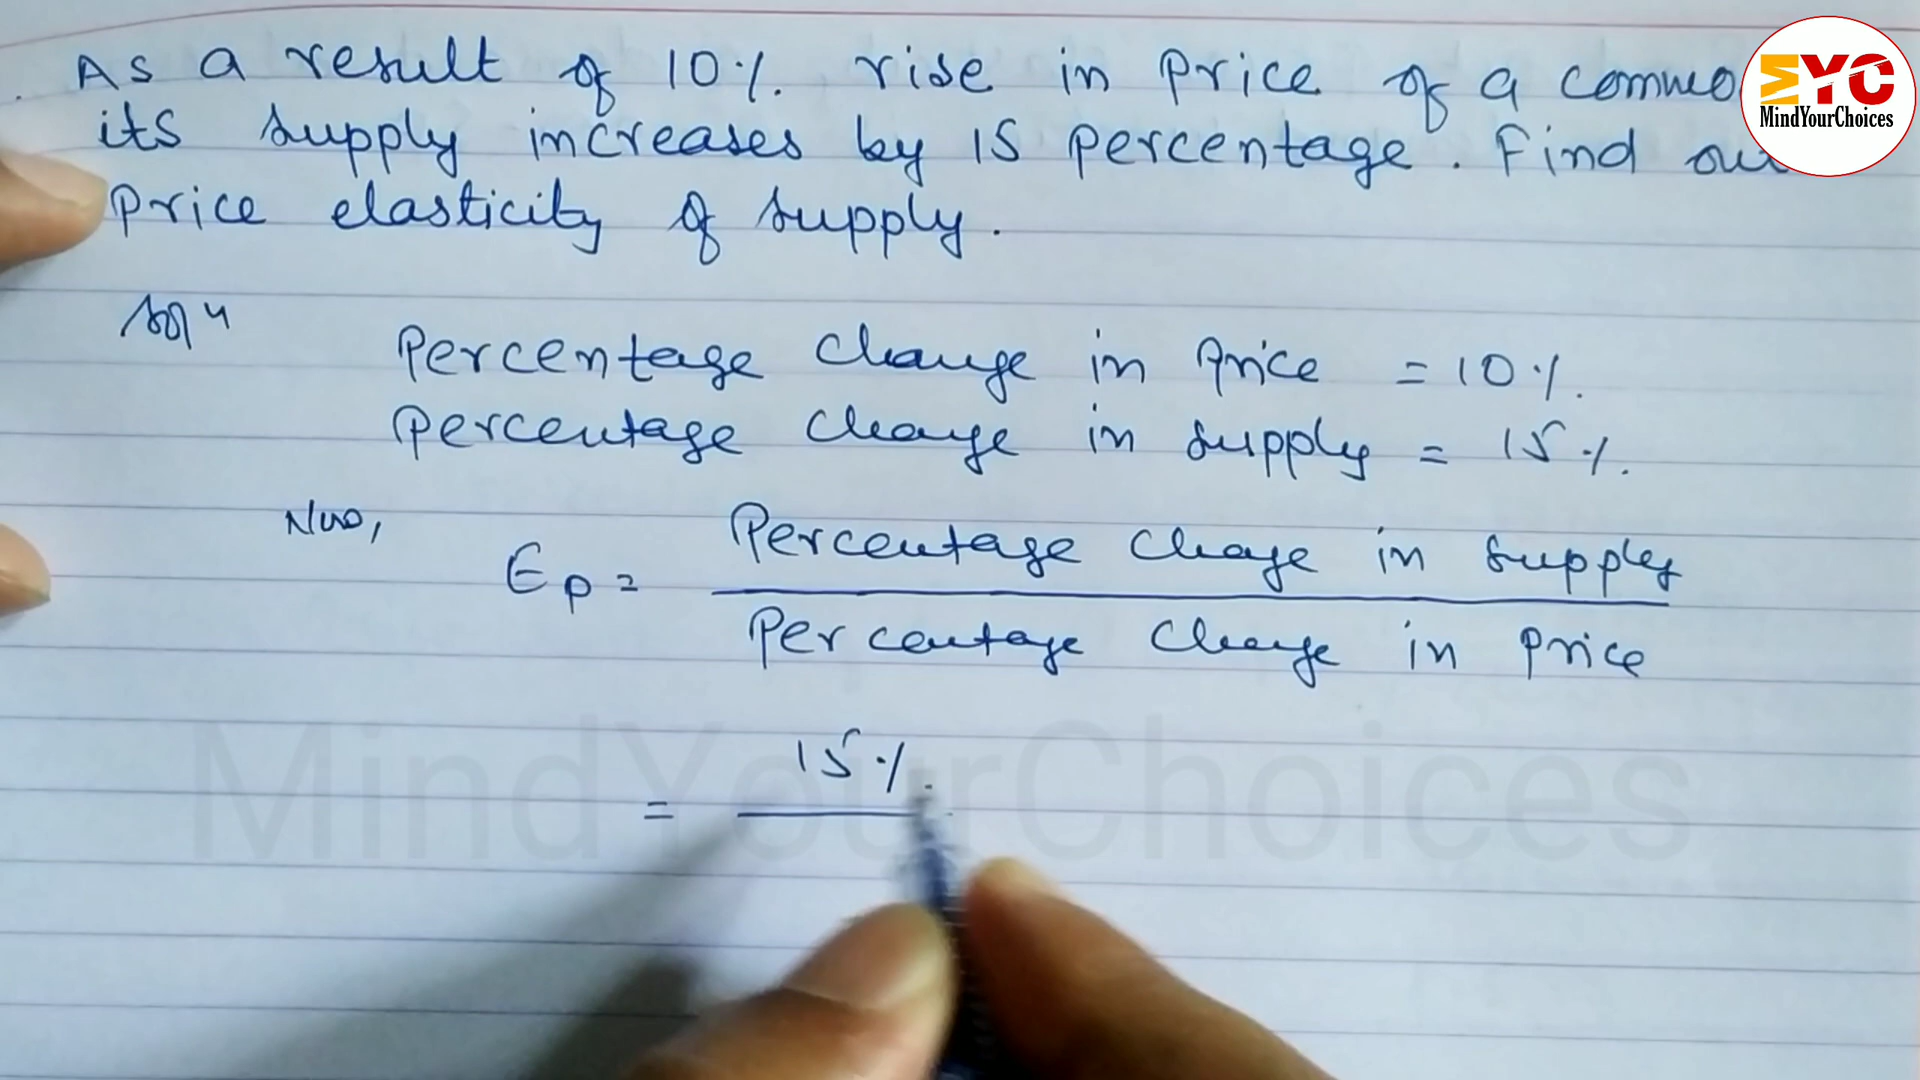 As a result of 10%. rise in price of a commo
its supply increases by 15 percentage. Find ou
price elasticity of supply.
Solⁿ
Percentage change in price = 10%.
Percentage change in supply = 15%.
Now,
Ep = Percentage change in supply
Percentage change in price
= 15%.
MYC
MindYourChoices
MindYourChoices